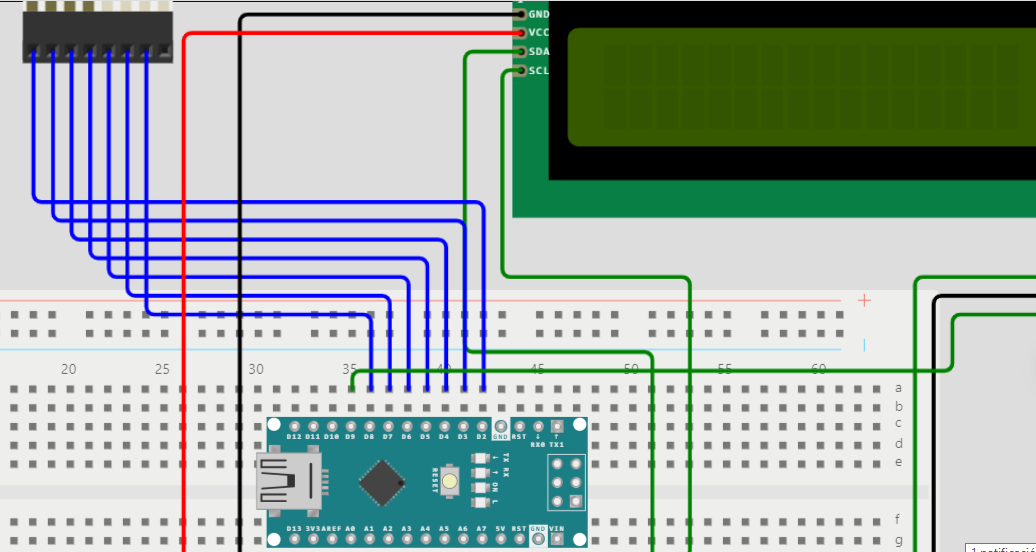 GND
VCC
SDA
SCL
20 25 30 35 40 45 50 55 60
a
b
c
D12 D11 D10 D9 D8 D7 D6 D5 D4 D3 D2 GND RST ↓ ↑
RX0 TX1
d
e
RESET
TX
RX
ON
L
f
D13 3V3 AREF A0 A1 A2 A3 A4 A5 A6 A7 5V RST GND VIN
g